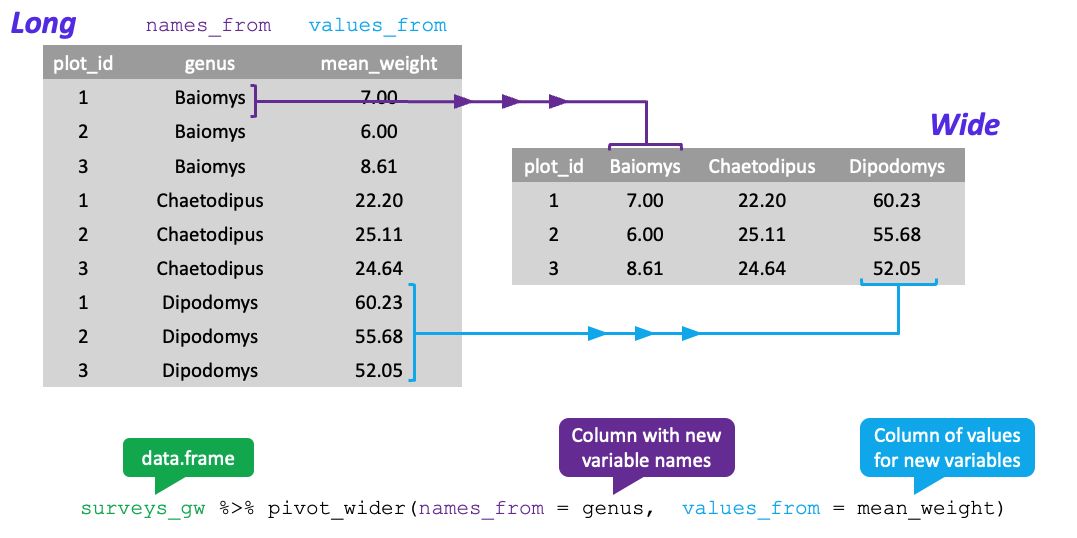 Long names_from values_from
plot_id genus mean_weight
1 Baiomys 7.00
2 Baiomys 6.00
3 Baiomys 8.61
1 Chaetodipus 22.20
2 Chaetodipus 25.11
3 Chaetodipus 24.64
1 Dipodomys 60.23
2 Dipodomys 55.68
3 Dipodomys 52.05
Wide
plot_id Baiomys Chaetodipus Dipodomys
1 7.00 22.20 60.23
2 6.00 25.11 55.68
3 8.61 24.64 52.05
data.frame
Column with new
variable names
Column of values
for new variables
surveys_gw %>% pivot_wider(names_from = genus, values_from = mean_weight)